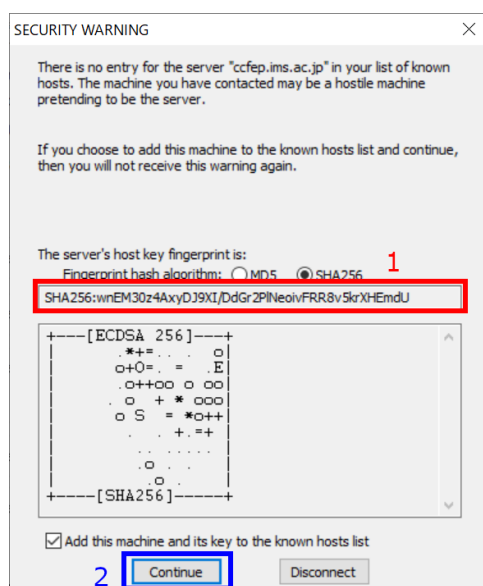 SECURITY WARNING
There is no entry for the server "ccfep.ims.ac.jp" in your list of known
hosts. The machine you have contacted may be a hostile machine
pretending to be the server.
If you choose to add this machine to the known hosts list and continue,
then you will not receive this warning again.
The server's host key fingerprint is:
1
Fingerprint hash algorithm: MD5 SHA256
SHA256:wnEM30z4AxyDJ9XI/DdGr2PlNeoivFRR8v5krXHEmdU
+---[ECDSA 256]---+
|      .*+=. . .  o|
|      o+O=. =  .E|
|      .o++oo o oo|
|     . o  + * ooo|
|      o S  = *o++|
|       .  . +.=+ |
|        .. ..... |
|        .o .  .  |
|         .o .    |
+----[SHA256]-----+
Add this machine and its key to the known hosts list
2 Continue Disconnect